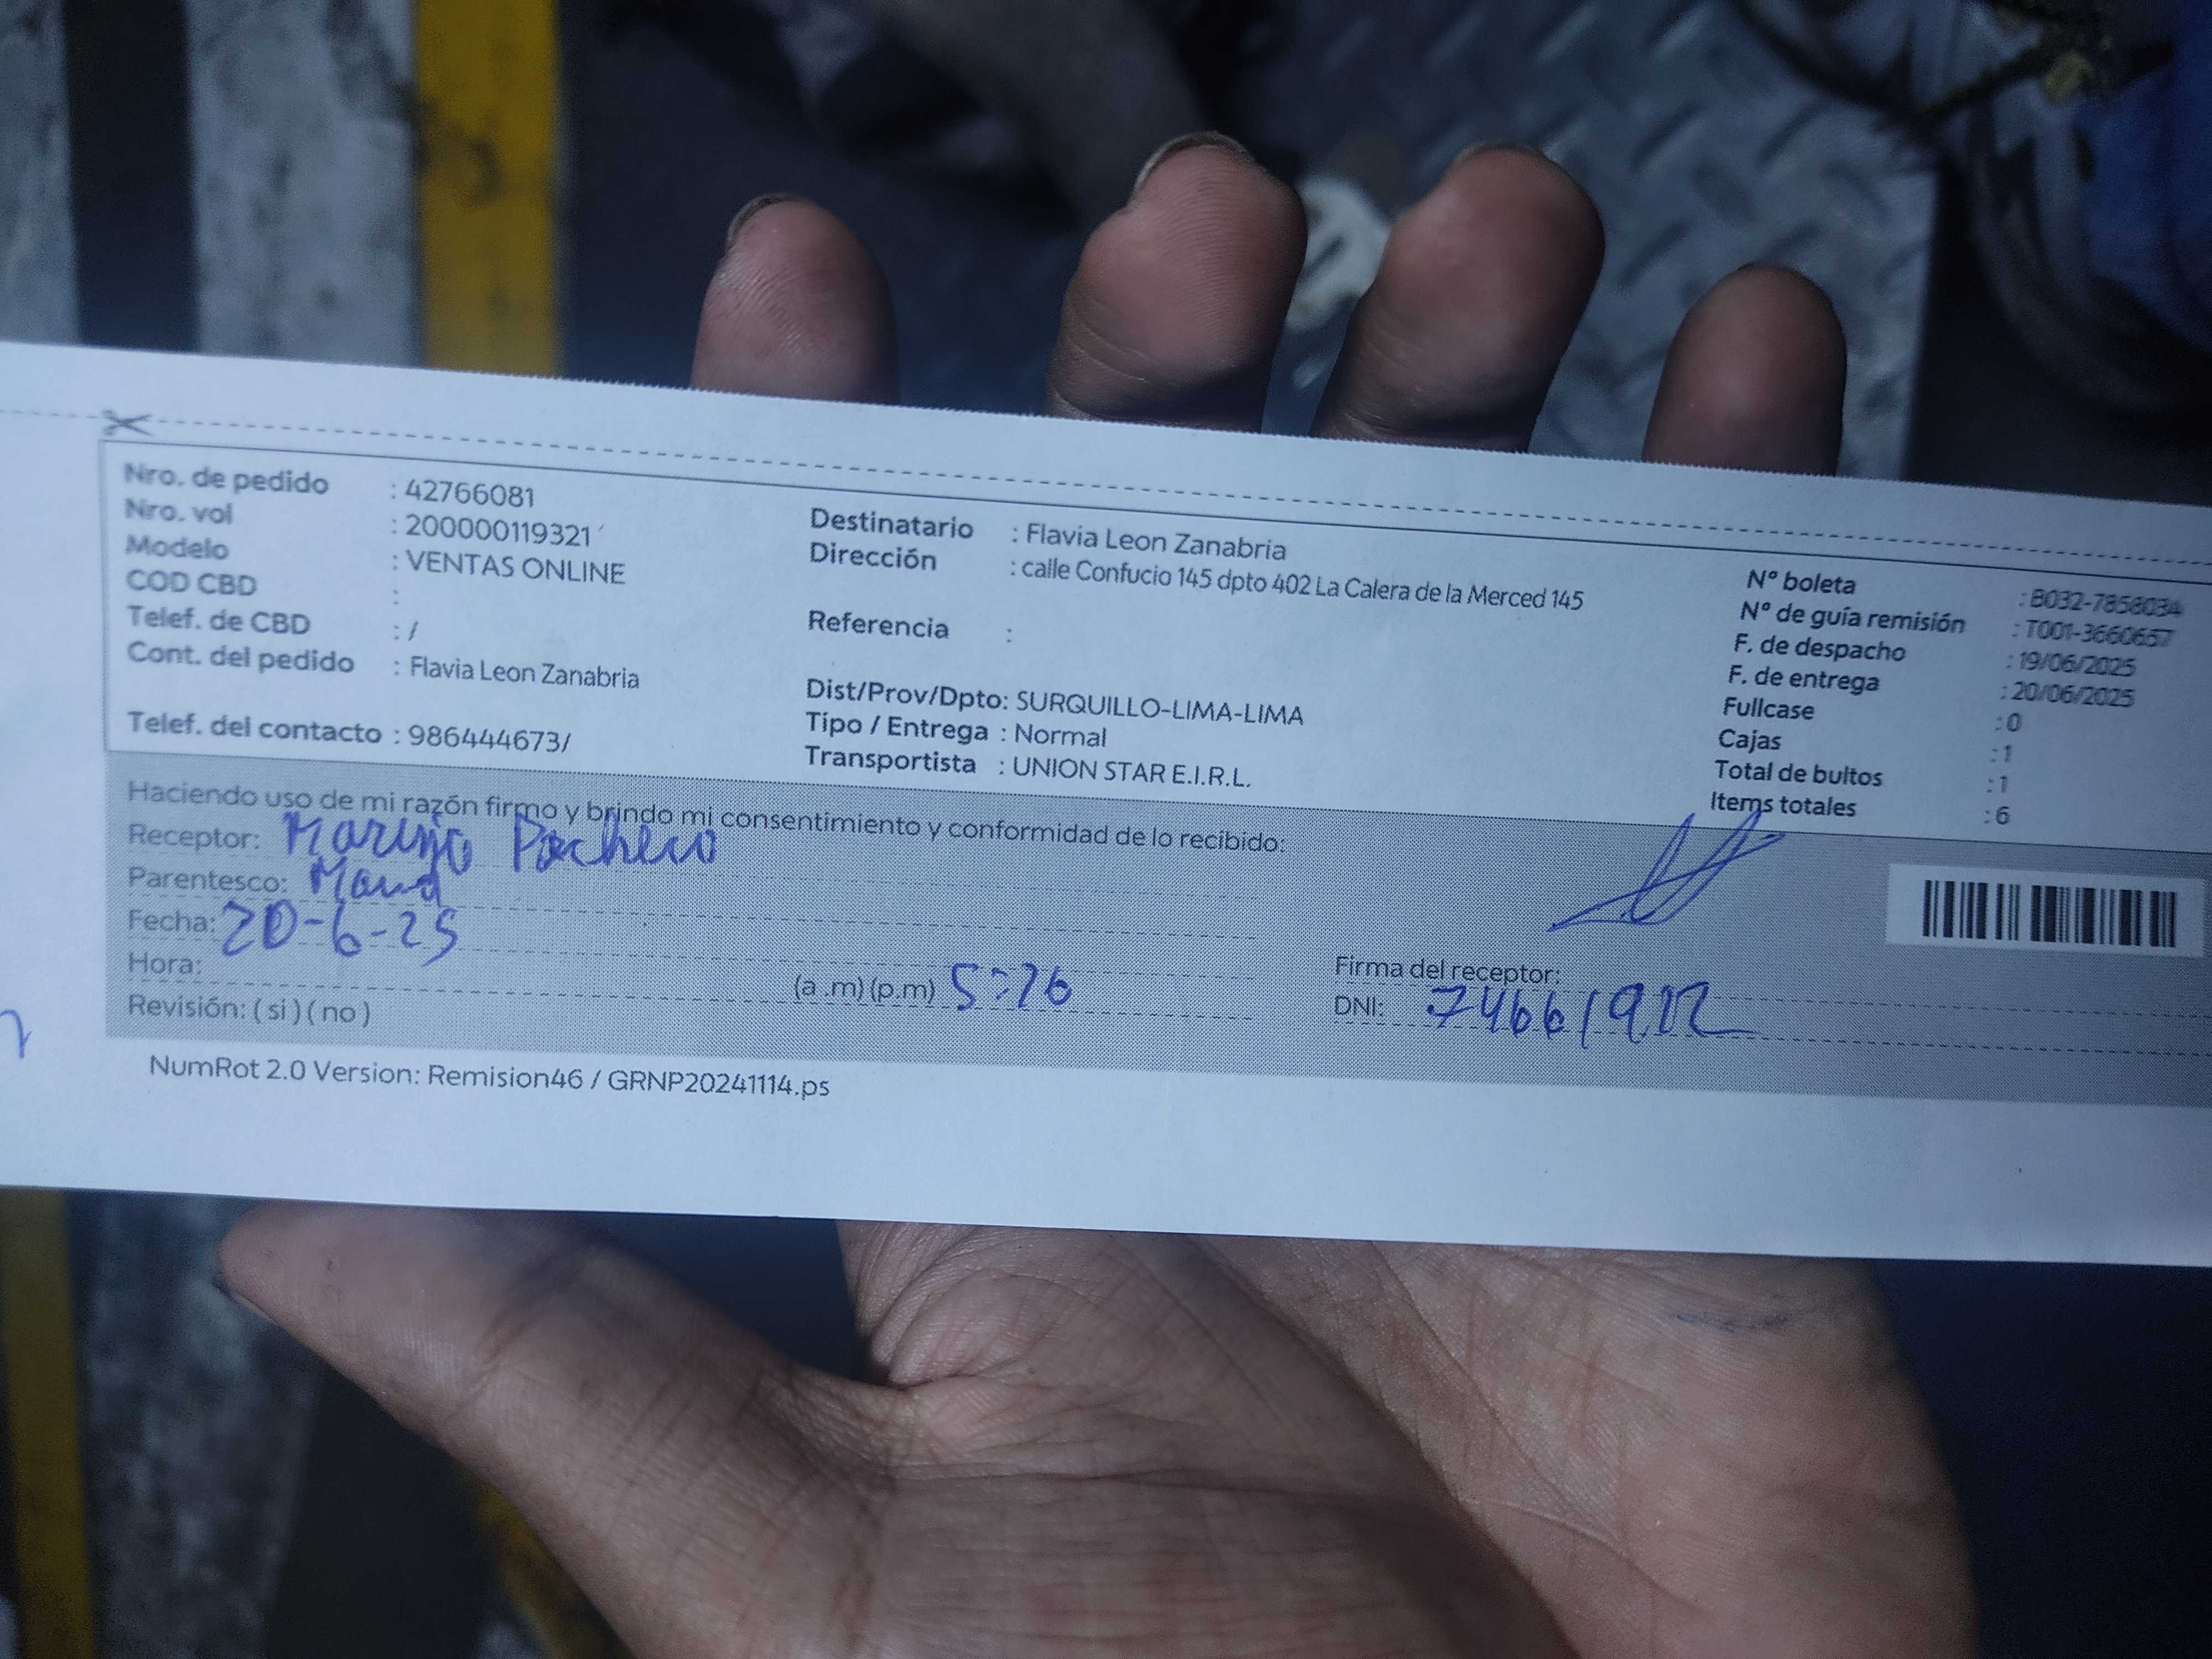 Nro. de pedido : 42766081
Nro. vol : 200000119321
Modelo : VENTAS ONLINE
COD CBD :
Telef. de CBD : /
Cont. del pedido : Flavia Leon Zanabria
Telef. del contacto : 986444673/
Destinatario : Flavia Leon Zanabria
Dirección : calle Confucio 145 dpto 402 La Calera de la Merced 145
Referencia :
Dist/Prov/Dpto: SURQUILLO-LIMA-LIMA
Tipo / Entrega : Normal
Transportista : UNION STAR E.I.R.L.
N° boleta : B032-7858034
N° de guía remisión : T001-3660657
F. de despacho : 19/06/2025
F. de entrega : 20/06/2025
Fullcase : 0
Cajas : 1
Total de bultos : 1
Items totales : 6
Haciendo uso de mi razón firmo y brindo mi consentimiento y conformidad de lo recibido:
Receptor: Pacheco
Parentesco:
Fecha: 20-6-25
Hora: (a .m) (p.m)
Revisión: ( si ) ( no )
Firma del receptor:
DNI:
NumRot 2.0 Version: Remision46 / GRNP20241114.ps